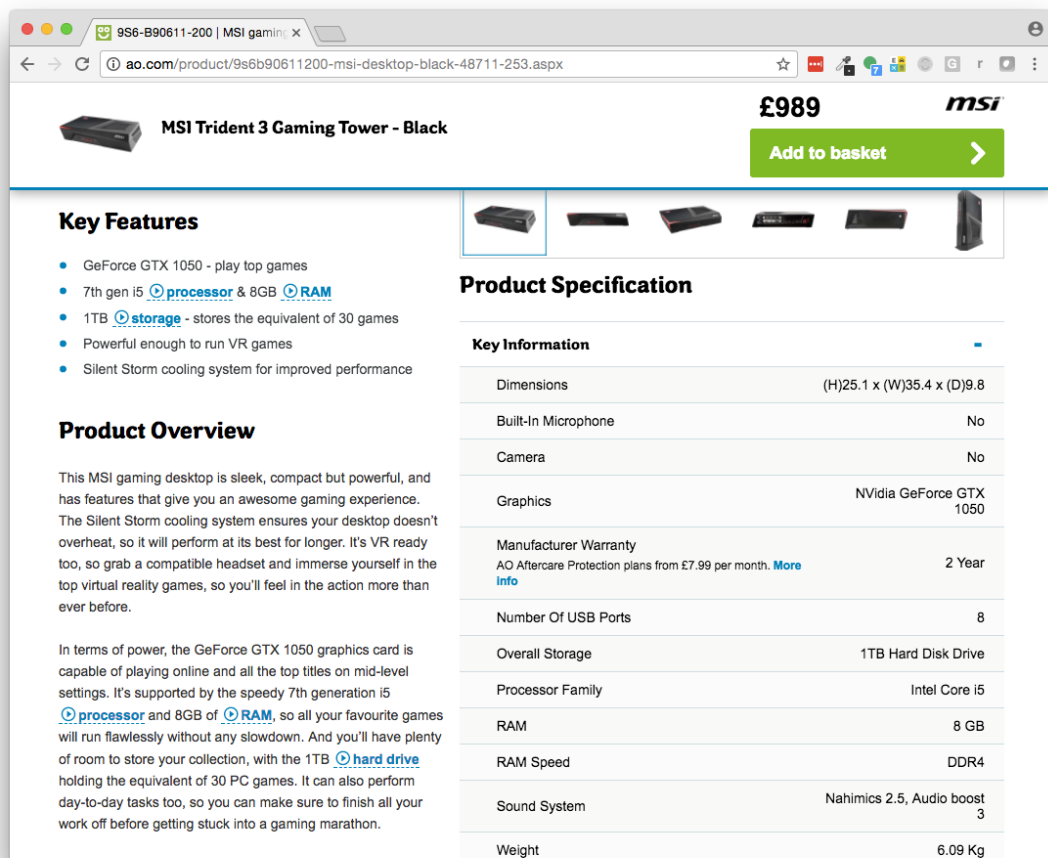 9S6-B90611-200 | MSI gaming
ao.com/product/9s6b90611200-msi-desktop-black-48711-253.aspx
7
G
r
MSI Trident 3 Gaming Tower - Black
£989
msi
Add to basket
Key Features
GeForce GTX 1050 - play top games
7th gen i5 processor & 8GB RAM
1TB storage - stores the equivalent of 30 games
Powerful enough to run VR games
Silent Storm cooling system for improved performance
Product Overview
This MSI gaming desktop is sleek, compact but powerful, and
has features that give you an awesome gaming experience.
The Silent Storm cooling system ensures your desktop doesn't
overheat, so it will perform at its best for longer. It's VR ready
too, so grab a compatible headset and immerse yourself in the
top virtual reality games, so you'll feel in the action more than
ever before.
In terms of power, the GeForce GTX 1050 graphics card is
capable of playing online and all the top titles on mid-level
settings. It's supported by the speedy 7th generation i5
processor and 8GB of RAM, so all your favourite games
will run flawlessly without any slowdown. And you'll have plenty
of room to store your collection, with the 1TB hard drive
holding the equivalent of 30 PC games. It can also perform
day-to-day tasks too, so you can make sure to finish all your
work off before getting stuck into a gaming marathon.
Product Specification
Key Information -
Dimensions (H)25.1 x (W)35.4 x (D)9.8
Built-In Microphone No
Camera No
Graphics NVidia GeForce GTX
1050
Manufacturer Warranty
AO Aftercare Protection plans from £7.99 per month. More
info
2 Year
Number Of USB Ports 8
Overall Storage 1TB Hard Disk Drive
Processor Family Intel Core i5
RAM 8 GB
RAM Speed DDR4
Sound System Nahimics 2.5, Audio boost
3
Weight 6.09 Kg